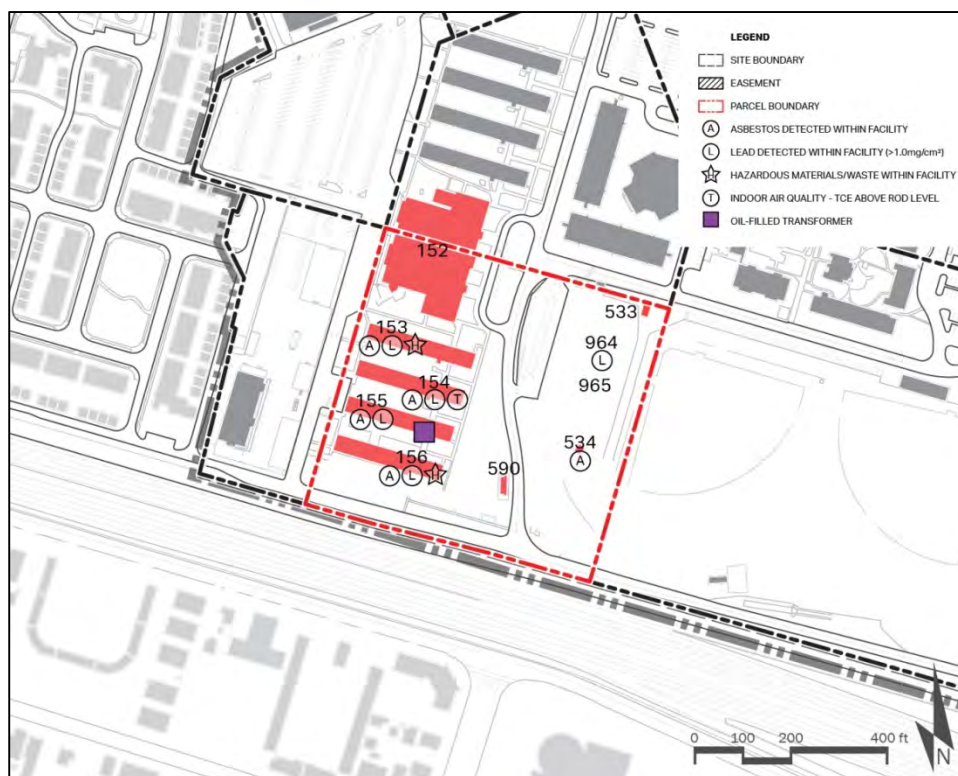 LEGEND
SITE BOUNDARY
EASEMENT
PARCEL BOUNDARY
A ASBESTOS DETECTED WITHIN FACILITY
L LEAD DETECTED WITHIN FACILITY (>1.0mg/cm²)
H HAZARDOUS MATERIALS/WASTE WITHIN FACILITY
T INDOOR AIR QUALITY - TCE ABOVE ROD LEVEL
OIL-FILLED TRANSFORMER
152
533
153
A L H
964
L
965
154
A L T
155
A L
534
A
156
A L H
590
0 100 200 400 ft
N